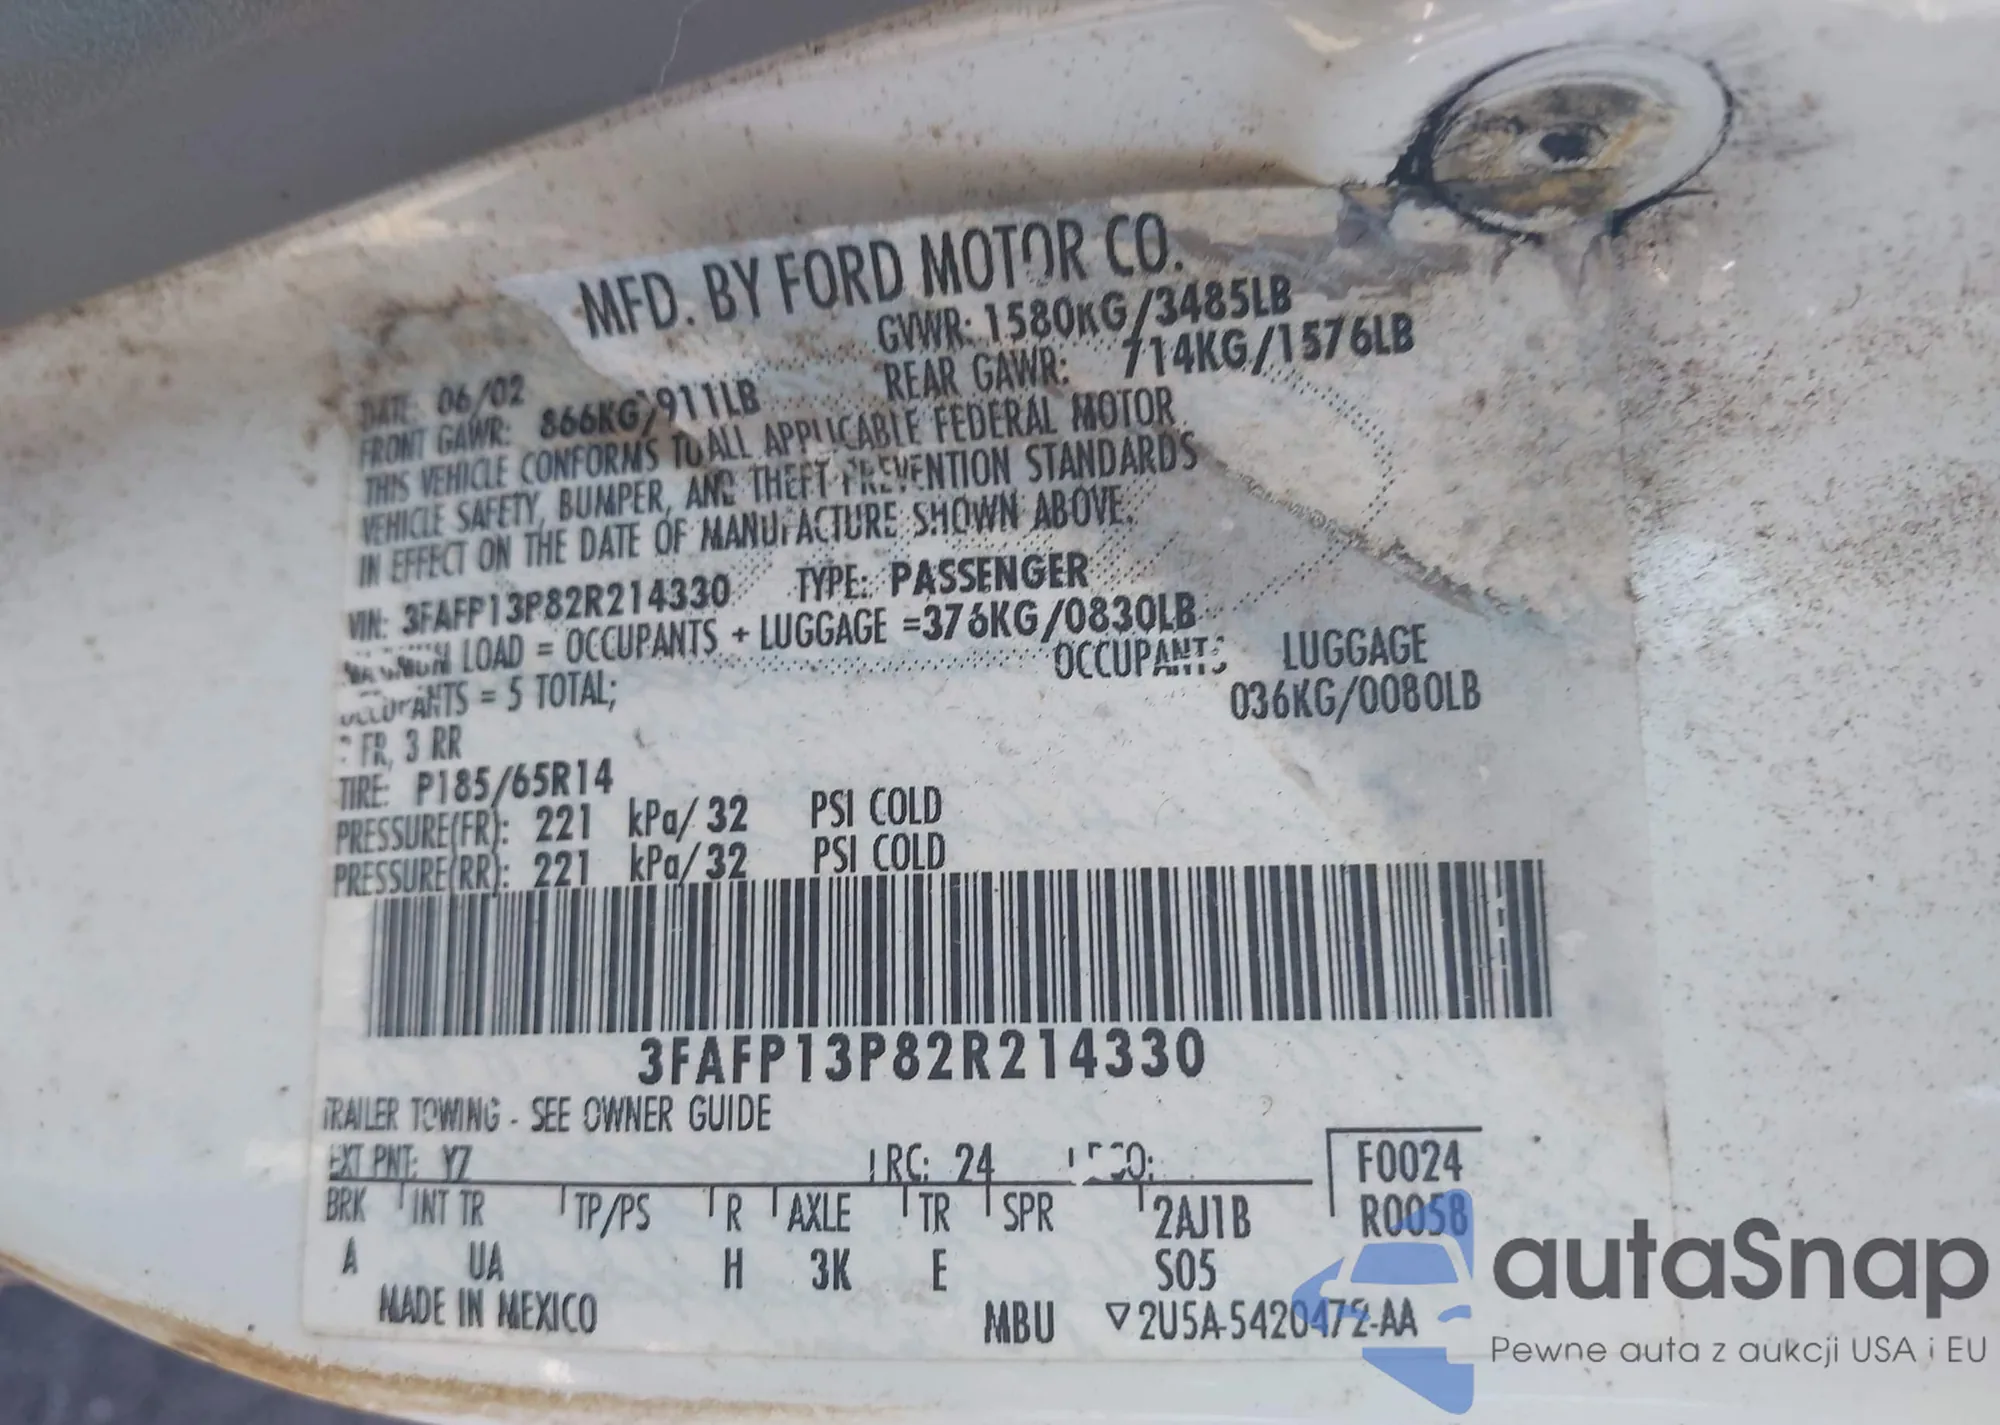 MFD. BY FORD MOTOR CO.
DATE: 06/02 GVWR: 1580KG/3485LB
FRONT GAWR: 866KG/1911LB REAR GAWR: 714KG/1576LB
THIS VEHICLE CONFORMS TO ALL APPLICABLE FEDERAL MOTOR
VEHICLE SAFETY, BUMPER, AND THEFT PREVENTION STANDARDS
IN EFFECT ON THE DATE OF MANUFACTURE SHOWN ABOVE.
VIN: 3FAFP13P82R214330 TYPE: PASSENGER
MAXIMUM LOAD = OCCUPANTS + LUGGAGE =376KG/0830LB
OCCUPANTS = 5 TOTAL; OCCUPANTS LUGGAGE
FR, 3 RR 036KG/0080LB
TIRE: P185/65R14
PRESSURE(FR): 221 kPa/ 32 PSI COLD
PRESSURE(RR): 221 kPa/ 32 PSI COLD
3FAFP13P82R214330
TRAILER TOWING - SEE OWNER GUIDE
EXT PNT: YZ RC: 24 F0024
BRK INT TR TP/PS R AXLE TR SPR 2AJ1B R0058
A UA H 3K E S05
MADE IN MEXICO MBU ▽2U5A-5420472-AA
autaSnap
Pewne auta z aukcji USA i EU